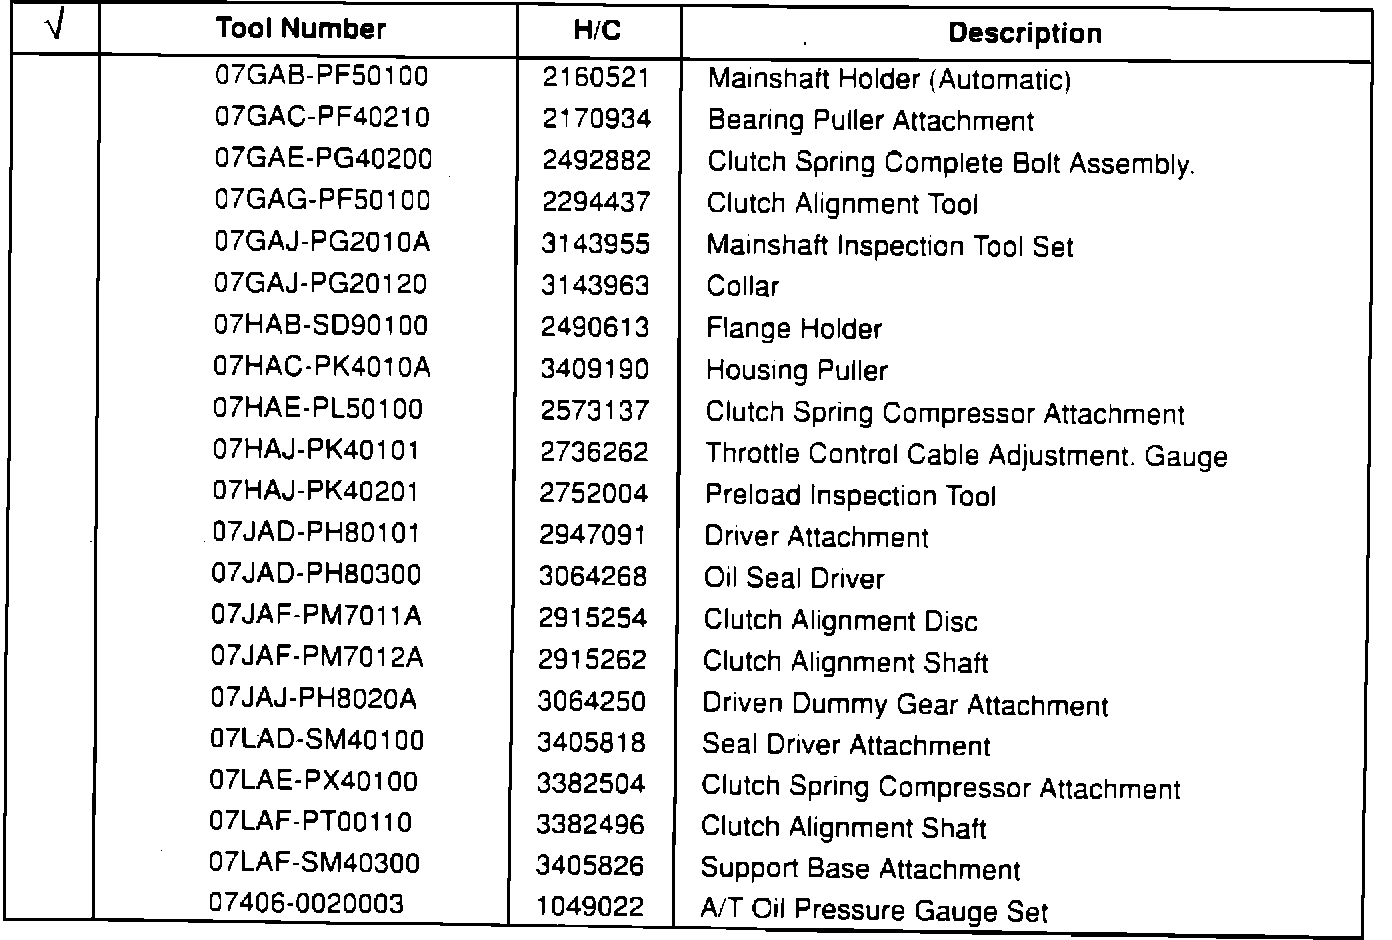 √ Tool Number H/C Description
07GAB-PF50100 2160521 Mainshaft Holder (Automatic)
07GAC-PF40210 2170934 Bearing Puller Attachment
07GAE-PG40200 2492882 Clutch Spring Complete Bolt Assembly.
07GAG-PF50100 2294437 Clutch Alignment Tool
07GAJ-PG2010A 3143955 Mainshaft Inspection Tool Set
07GAJ-PG20120 3143963 Collar
07HAB-SD90100 2490613 Flange Holder
07HAC-PK4010A 3409190 Housing Puller
07HAE-PL50100 2573137 Clutch Spring Compressor Attachment
07HAJ-PK40101 2736262 Throttle Control Cable Adjustment. Gauge
07HAJ-PK40201 2752004 Preload Inspection Tool
07JAD-PH80101 2947091 Driver Attachment
07JAD-PH80300 3064268 Oil Seal Driver
07JAF-PM7011A 2915254 Clutch Alignment Disc
07JAF-PM7012A 2915262 Clutch Alignment Shaft
07JAJ-PH8020A 3064250 Driven Dummy Gear Attachment
07LAD-SM40100 3405818 Seal Driver Attachment
07LAE-PX40100 3382504 Clutch Spring Compressor Attachment
07LAF-PT00110 3382496 Clutch Alignment Shaft
07LAF-SM40300 3405826 Support Base Attachment
07406-0020003 1049022 A/T Oil Pressure Gauge Set